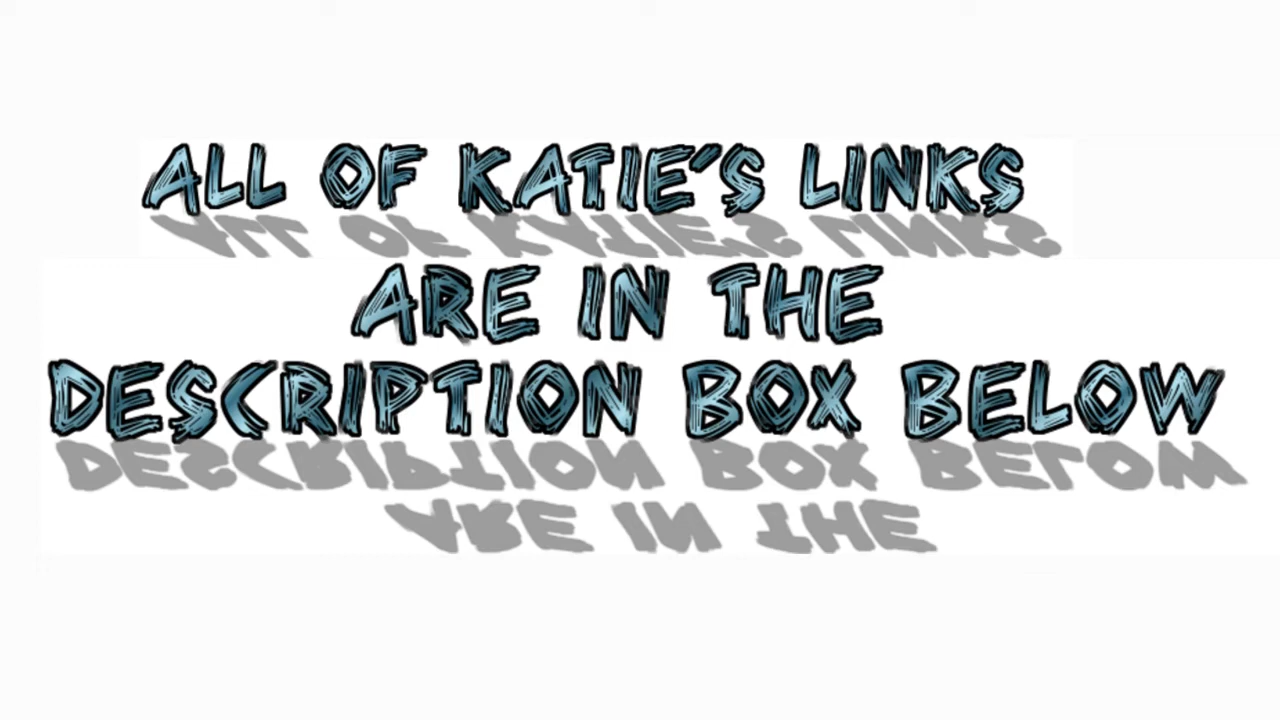 ALL OF KATIE'S LINKS
ARE IN THE
DESCRIPTION BOX BELOW